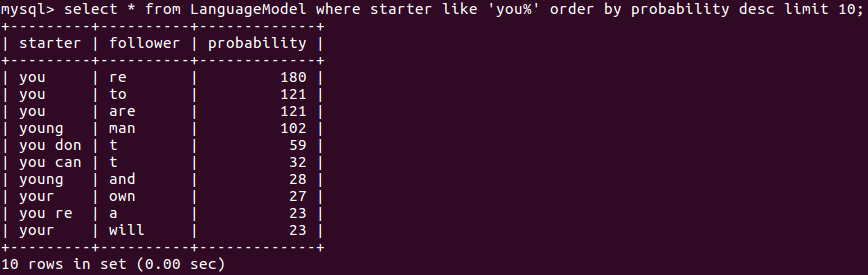 mysql> select * from LanguageModel where starter like 'you%' order by probability desc limit 10;
+---------+----------+-------------+
| starter | follower | probability |
+---------+----------+-------------+
| you     | re       |         180 |
| you     | to       |         121 |
| you     | are      |         121 |
| young   | man      |         102 |
| you don | t        |          59 |
| you can | t        |          32 |
| young   | and      |          28 |
| your    | own      |          27 |
| you re  | a        |          23 |
| your    | will     |          23 |
+---------+----------+-------------+
10 rows in set (0.00 sec)